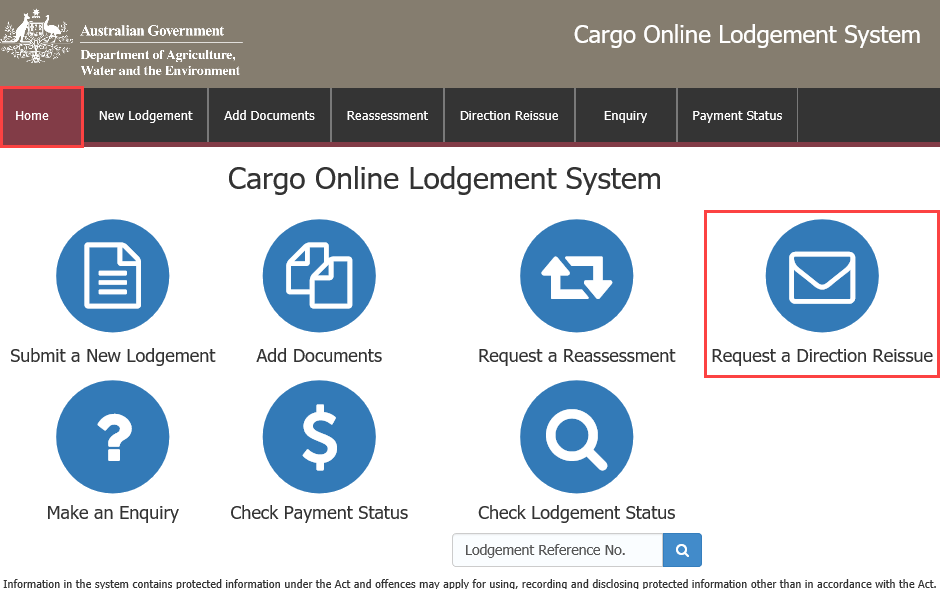 Australian Government
Department of Agriculture,
Water and the Environment
Cargo Online Lodgement System
Home
New Lodgement
Add Documents
Reassessment
Direction Reissue
Enquiry
Payment Status
Cargo Online Lodgement System
Submit a New Lodgement
Add Documents
Request a Reassessment
Request a Direction Reissue
?
$
Make an Enquiry
Check Payment Status
Check Lodgement Status
Lodgement Reference No.
Information in the system contains protected information under the Act and offences may apply for using, recording and disclosing protected information other than in accordance with the Act.